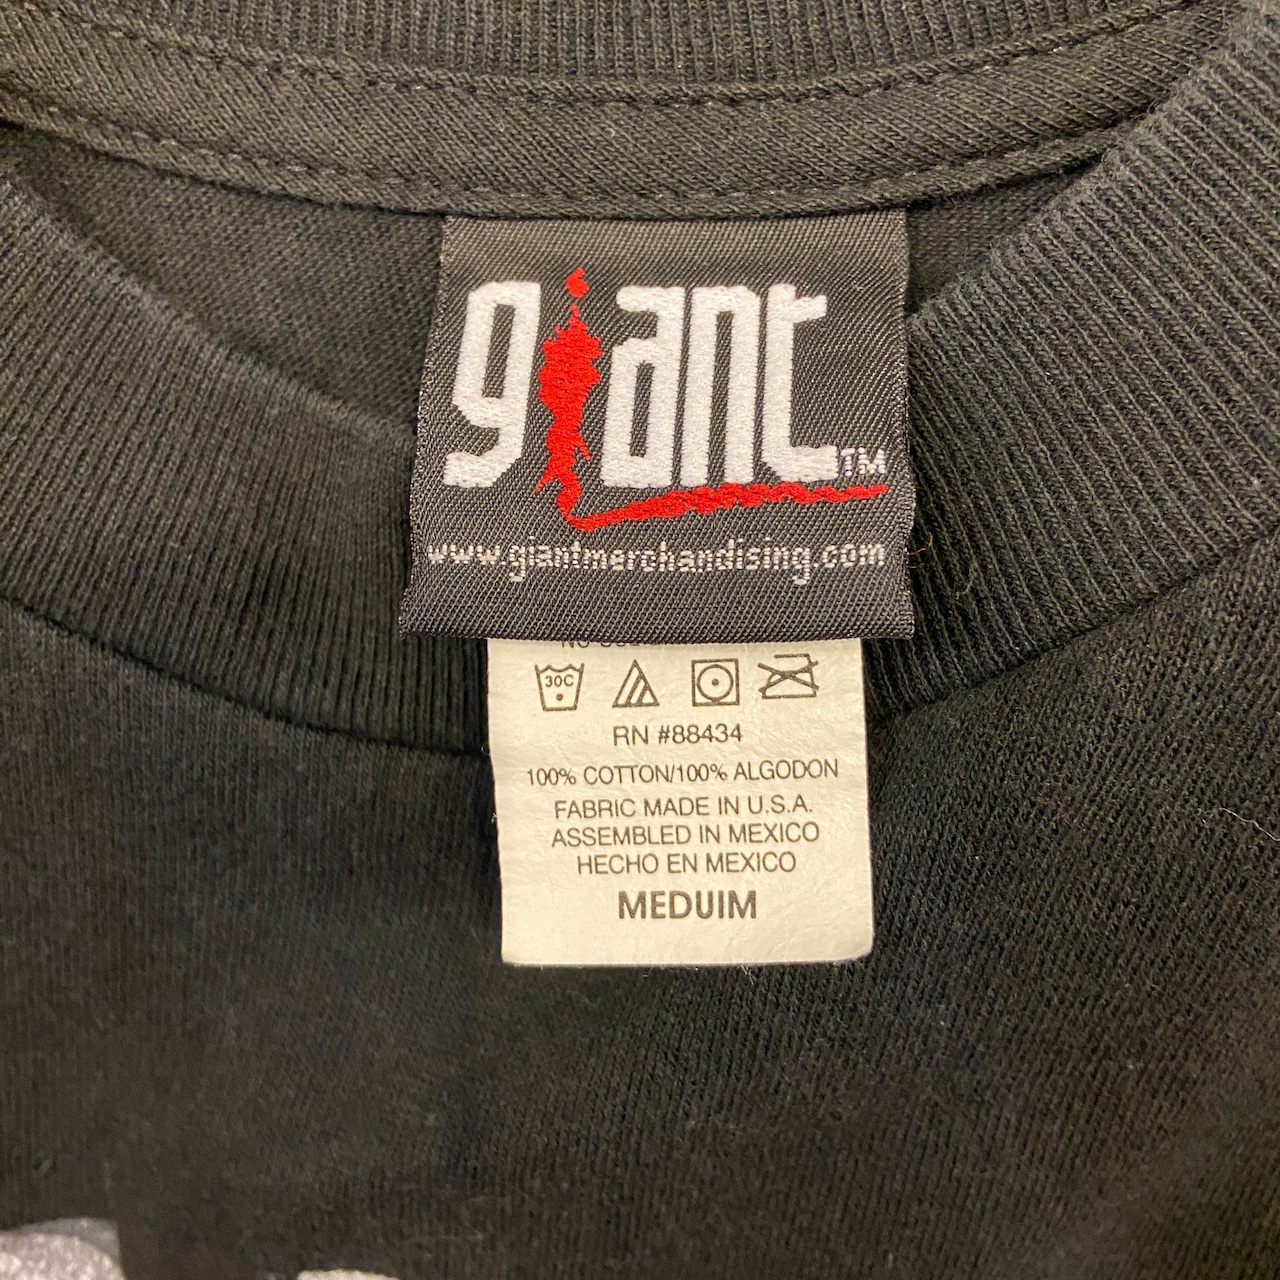 giant TM
www.giantmerchandising.com
30C
RN #88434
100% COTTON/100% ALGODON
FABRIC MADE IN U.S.A.
ASSEMBLED IN MEXICO
HECHO EN MEXICO
MEDUIM